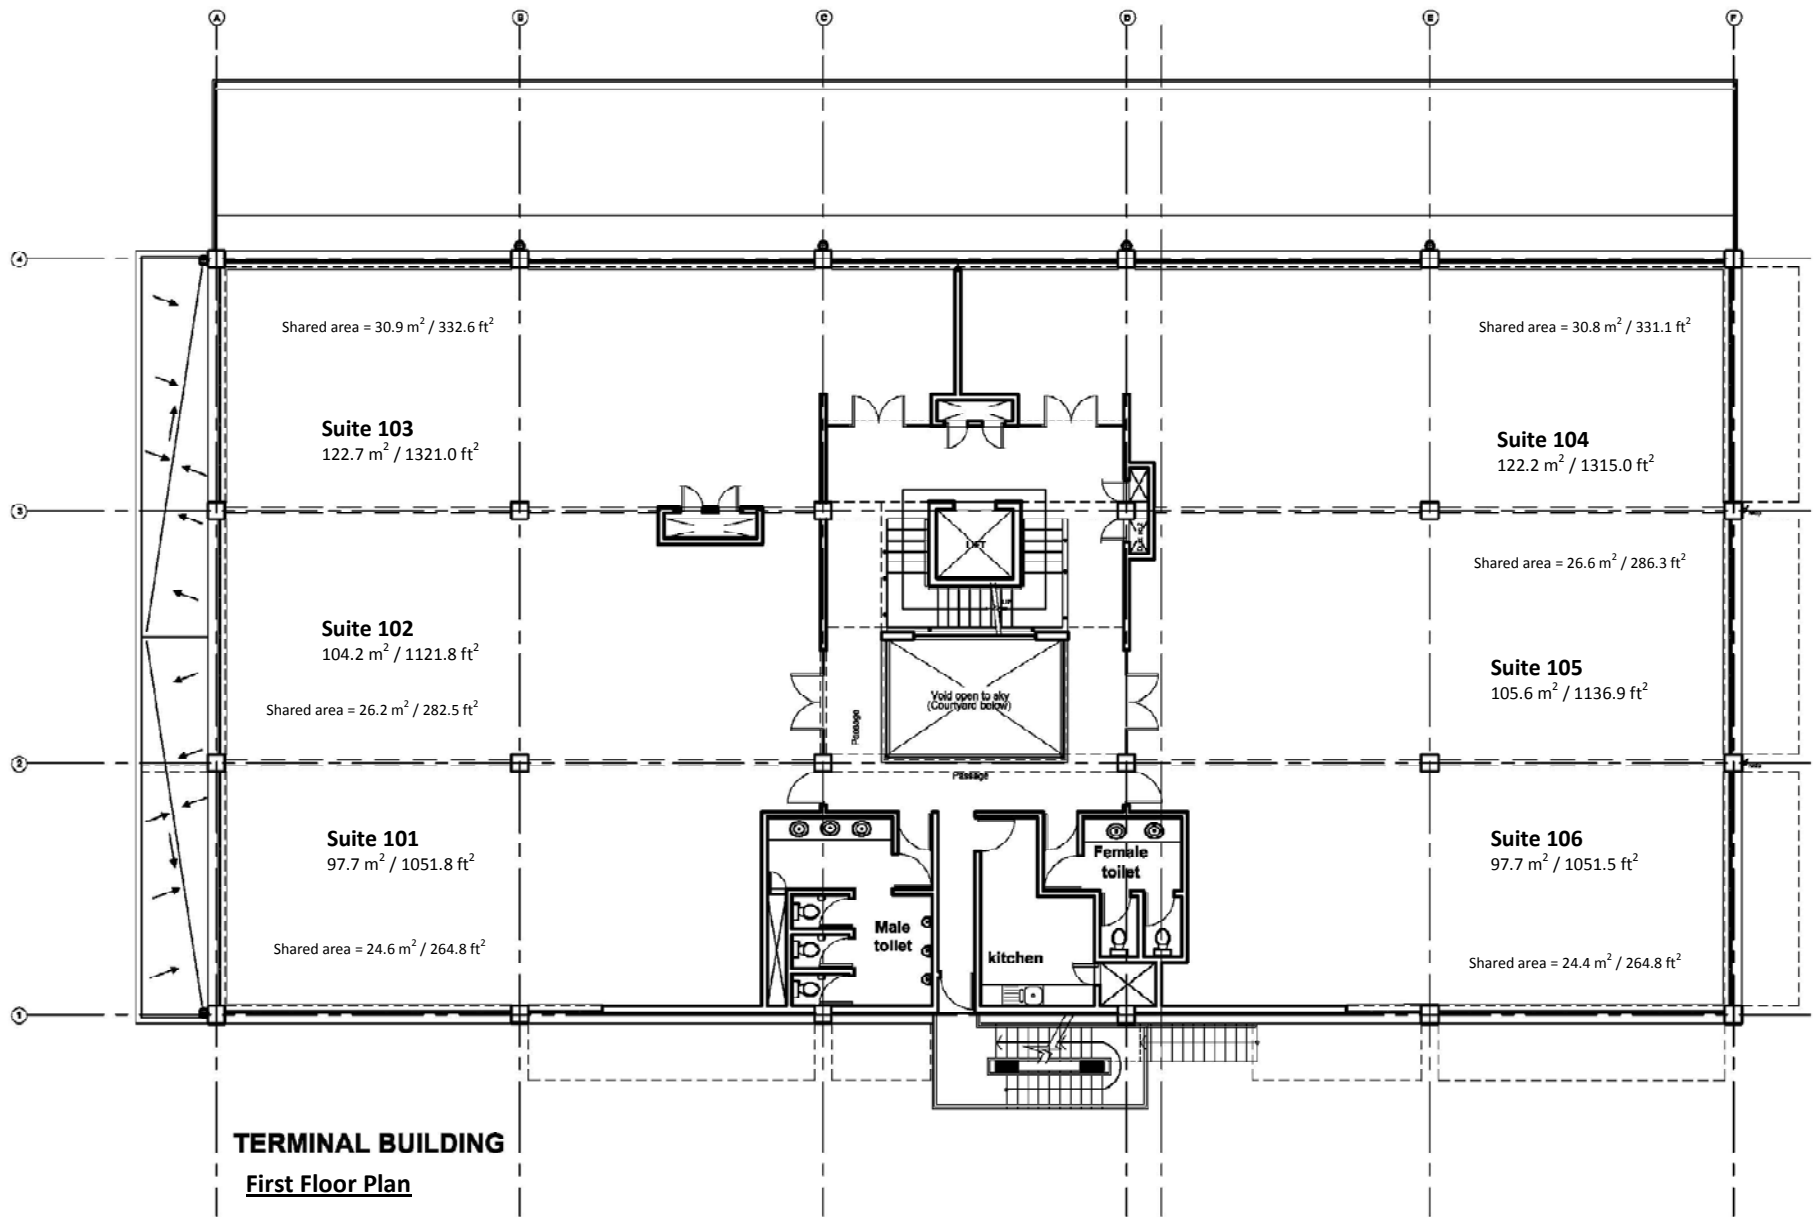 A B C D E F
4
Shared area = 30.9 m² / 332.6 ft²
Shared area = 30.8 m² / 331.1 ft²
Suite 103
122.7 m² / 1321.0 ft²
Suite 104
122.2 m² / 1315.0 ft²
3
LIFT
Shared area = 26.6 m² / 286.3 ft²
Suite 102
104.2 m² / 1121.8 ft²
Shared area = 26.2 m² / 282.5 ft²
Void open to sky
(Courtyard below)
Passage
Suite 105
105.6 m² / 1136.9 ft²
2
Passage
Suite 101
97.7 m² / 1051.8 ft²
Female
toilet
Suite 106
97.7 m² / 1051.5 ft²
Male
toilet
kitchen
Shared area = 24.6 m² / 264.8 ft²
Shared area = 24.4 m² / 264.8 ft²
1
TERMINAL BUILDING
First Floor Plan